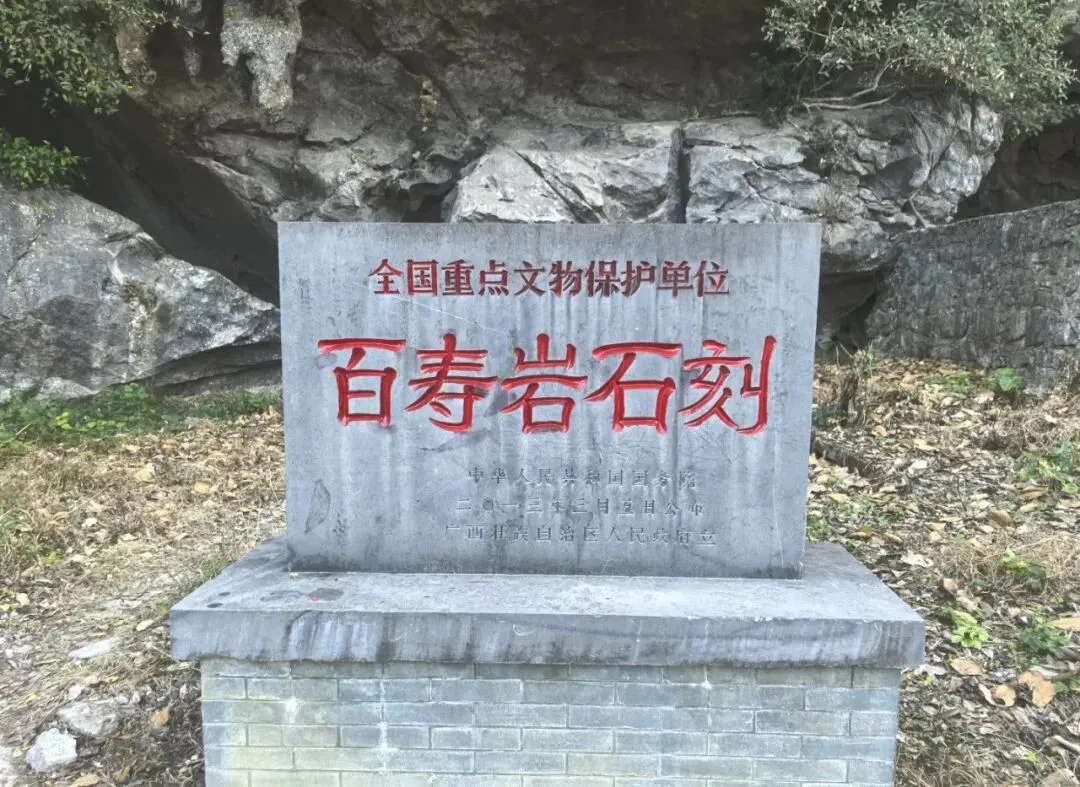 全国重点文物保护单位
百寿岩石刻
中华人民共和国国务院
二〇一三年三月五日公布
广西壮族自治区人民政府立